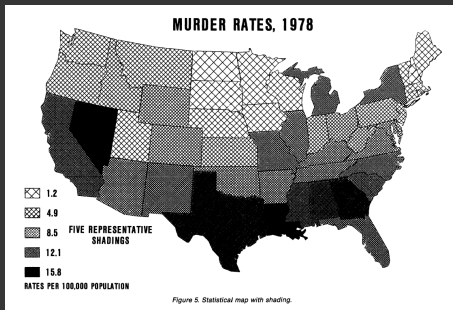 MURDER RATES, 1978
1.2
4.9
8.5
FIVE REPRESENTATIVE
SHADINGS
12.1
15.8
RATES PER 100,000 POPULATION
Figure 5. Statistical map with shading.